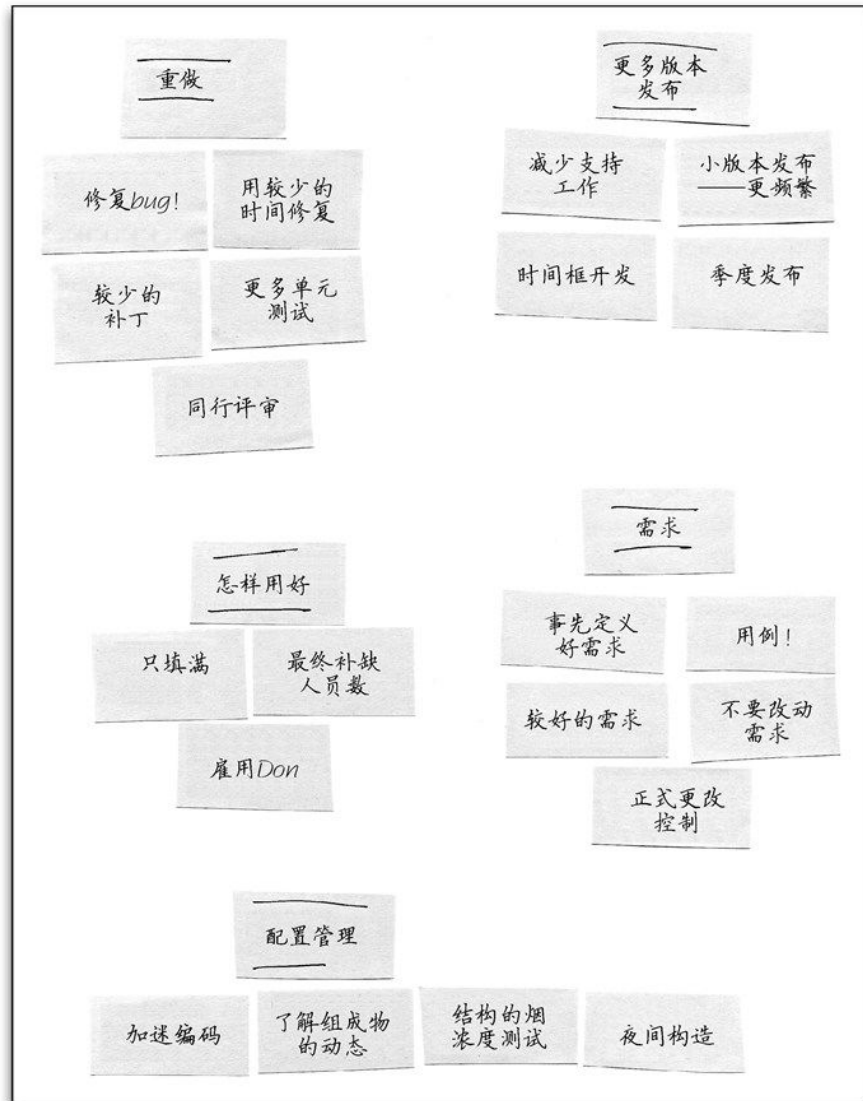 重做
修复bug!
用较少的
时间修复
较少的
补丁
更多单元
测试
同行评审
更多版本
发布
减少支持
工作
小版本发布
——更频繁
时间框开发
季度发布
怎样用好
只填满
最终补缺
人员数
雇用Don
需求
事先定义
好需求
用例!
较好的需求
不要改动
需求
正式更改
控制
配置管理
加迷编码
了解组成物
的动态
结构的烟
浓度测试
夜间构造